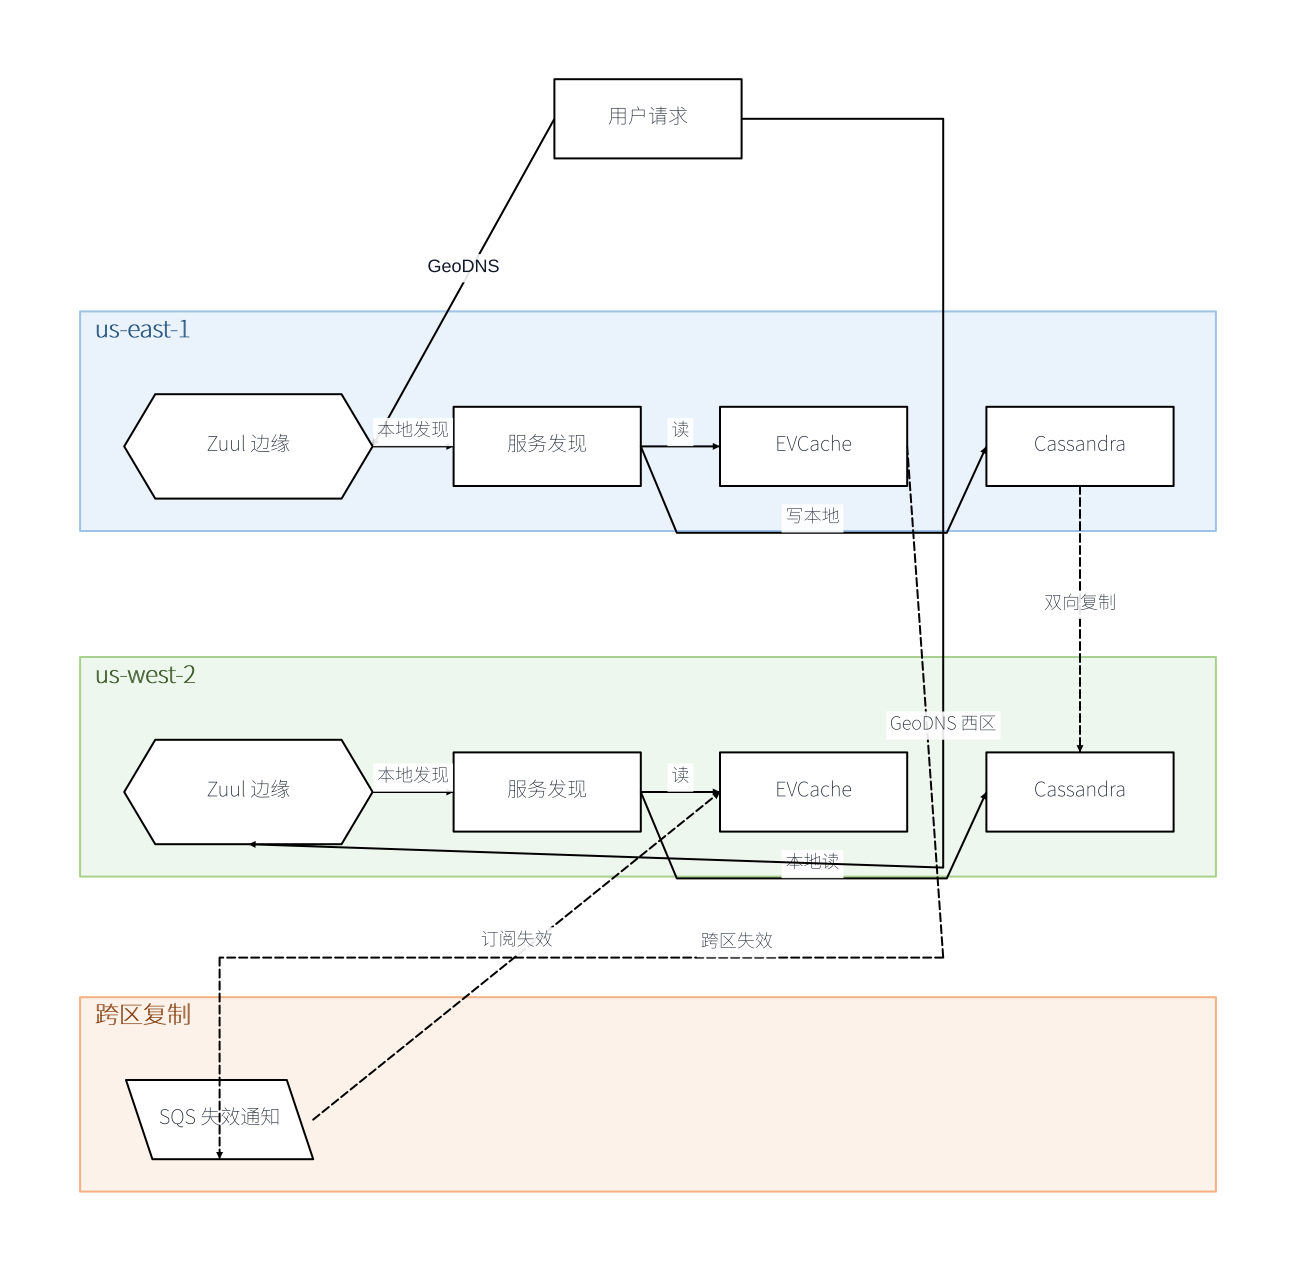 用户请求
GeoDNS
us-east-1
Zuul 边缘
本地发现
服务发现
读
EVCache
Cassandra
写本地
双向复制
us-west-2
GeoDNS 西区
Zuul 边缘
本地发现
服务发现
读
EVCache
Cassandra
本地读
订阅失效
跨区失效
跨区复制
SQS 失效通知